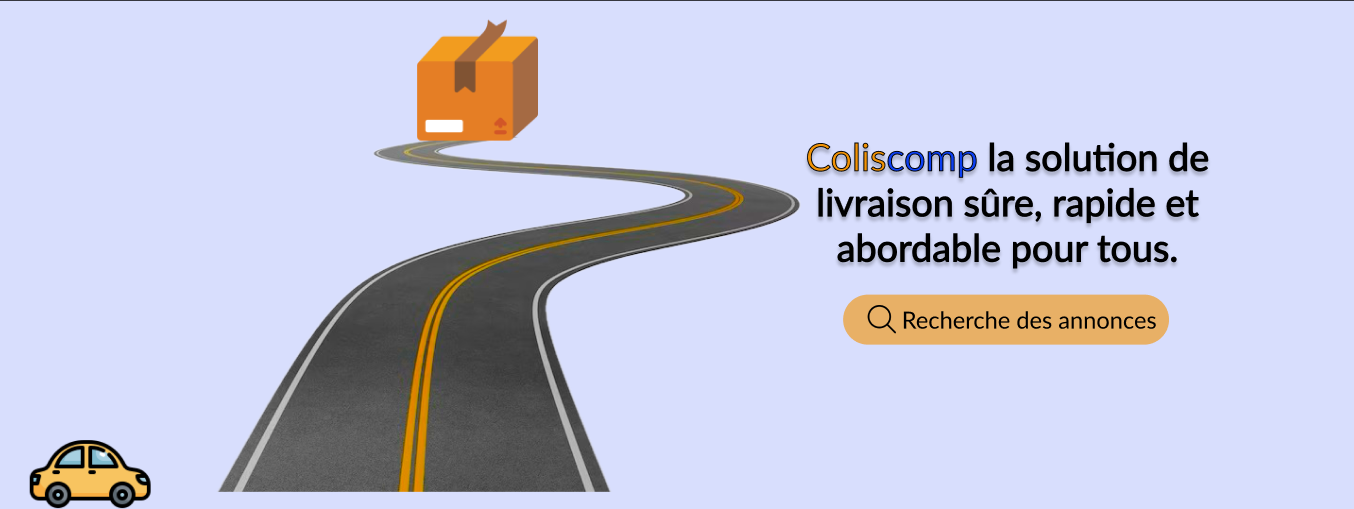 Coliscomp la solution de
livraison sûre, rapide et
abordable pour tous.
Recherche des annonces